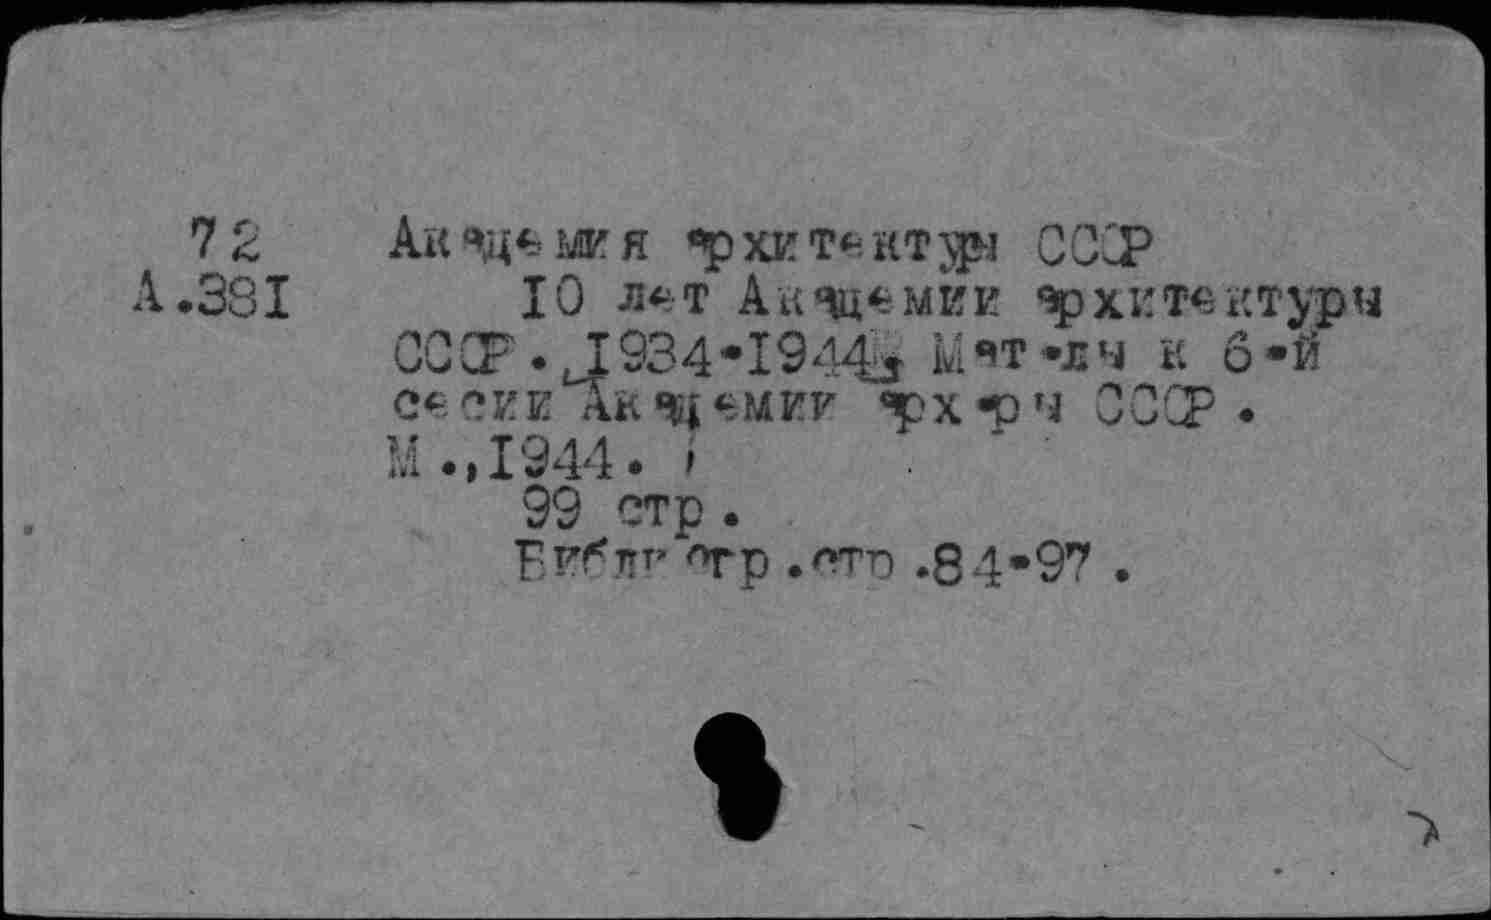 72 Академия архитектуры СССР
А.381 10 лет Академии архитектуры
СССР. 1934-1944. Мат-лы к 6-й
сесии Академии арх-ры СССР.
М.,1944.
99 стр.
Библиогр.стр.84-97.